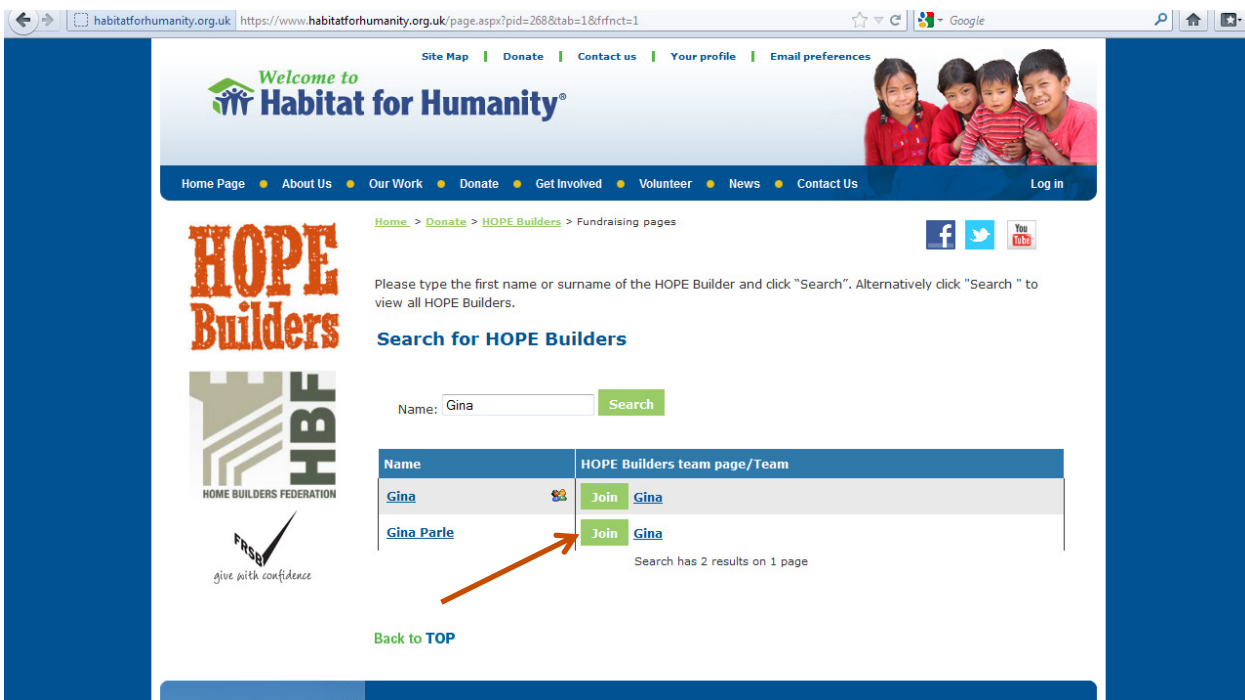 habitatforhumanity.org.uk https://www.habitatforhumanity.org.uk/page.aspx?pid=268&tab=1&frfnct=1 Google
Site Map | Donate | Contact us | Your profile | Email preferences
Welcome to
Habitat for Humanity®
Home Page • About Us • Our Work • Donate • Get Involved • Volunteer • News • Contact Us Log in
Home > Donate > HOPE Builders > Fundraising pages
f You Tube
HOPE
Builders
Please type the first name or surname of the HOPE Builder and click “Search”. Alternatively click "Search " to
view all HOPE Builders.
Search for HOPE Builders
HBF
HOME BUILDERS FEDERATION
Name: Gina Search
Name HOPE Builders team page/Team
Gina Join Gina
Gina Parle Join Gina
Search has 2 results on 1 page
FRSB
give with confidence
Back to TOP